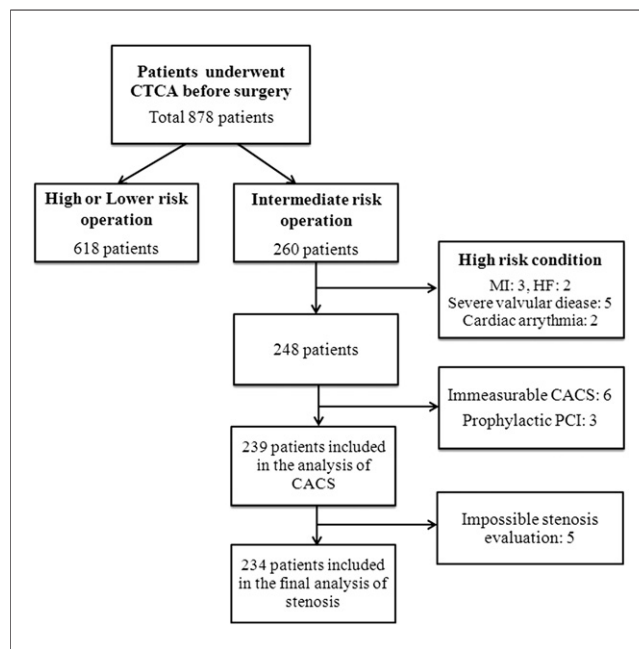 Patients underwent
CTCA before surgery
Total 878 patients
High or Lower risk
operation
618 patients
Intermediate risk
operation
260 patients
High risk condition
MI: 3, HF: 2
Severe valvular diease: 5
Cardiac arrythmia: 2
248 patients
Immeasurable CACS: 6
Prophylactic PCI: 3
239 patients included
in the analysis of
CACS
Impossible stenosis
evaluation: 5
234 patients included
in the final analysis of
stenosis